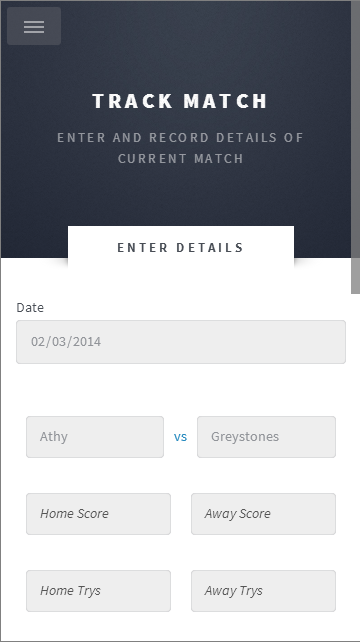 TRACK MATCH
ENTER AND RECORD DETAILS OF
CURRENT MATCH
ENTER DETAILS
Date
02/03/2014
Athy vs Greystones
Home Score Away Score
Home Trys Away Trys